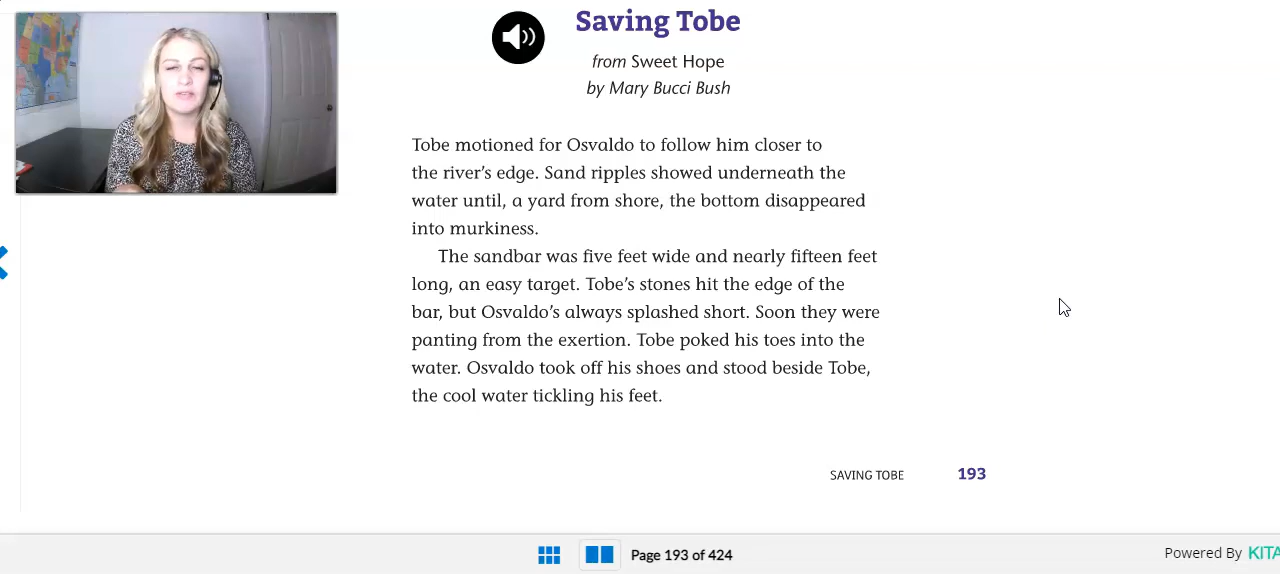 Saving Tobe
from Sweet Hope
by Mary Bucci Bush
Tobe motioned for Osvaldo to follow him closer to
the river's edge. Sand ripples showed underneath the
water until, a yard from shore, the bottom disappeared
into murkiness.
The sandbar was five feet wide and nearly fifteen feet
long, an easy target. Tobe's stones hit the edge of the
bar, but Osvaldo's always splashed short. Soon they were
panting from the exertion. Tobe poked his toes into the
water. Osvaldo took off his shoes and stood beside Tobe,
the cool water tickling his feet.
SAVING TOBE 193
Page 193 of 424
Powered By